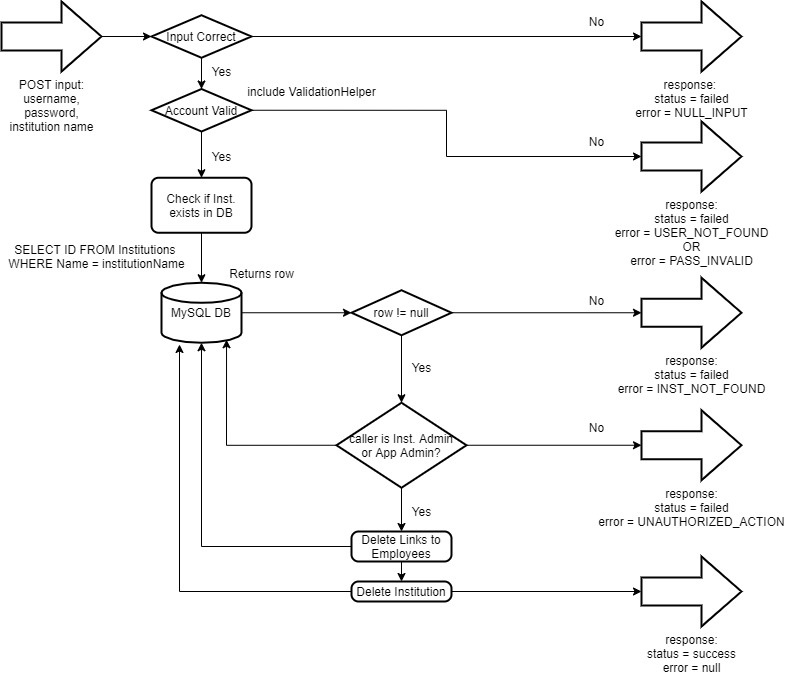 Input Correct
No
POST input:
username,
password,
institution name
Yes
response:
status = failed
error = NULL_INPUT
include ValidationHelper
Account Valid
No
Yes
Check if Inst.
exists in DB
response:
status = failed
error = USER_NOT_FOUND
OR
error = PASS_INVALID
SELECT ID FROM Institutions
WHERE Name = institutionName
Returns row
MySQL DB
row != null
No
Yes
response:
status = failed
error = INST_NOT_FOUND
caller is Inst. Admin
or App Admin?
No
Yes
response:
status = failed
error = UNAUTHORIZED_ACTION
Delete Links to
Employees
Delete Institution
response:
status = success
error = null